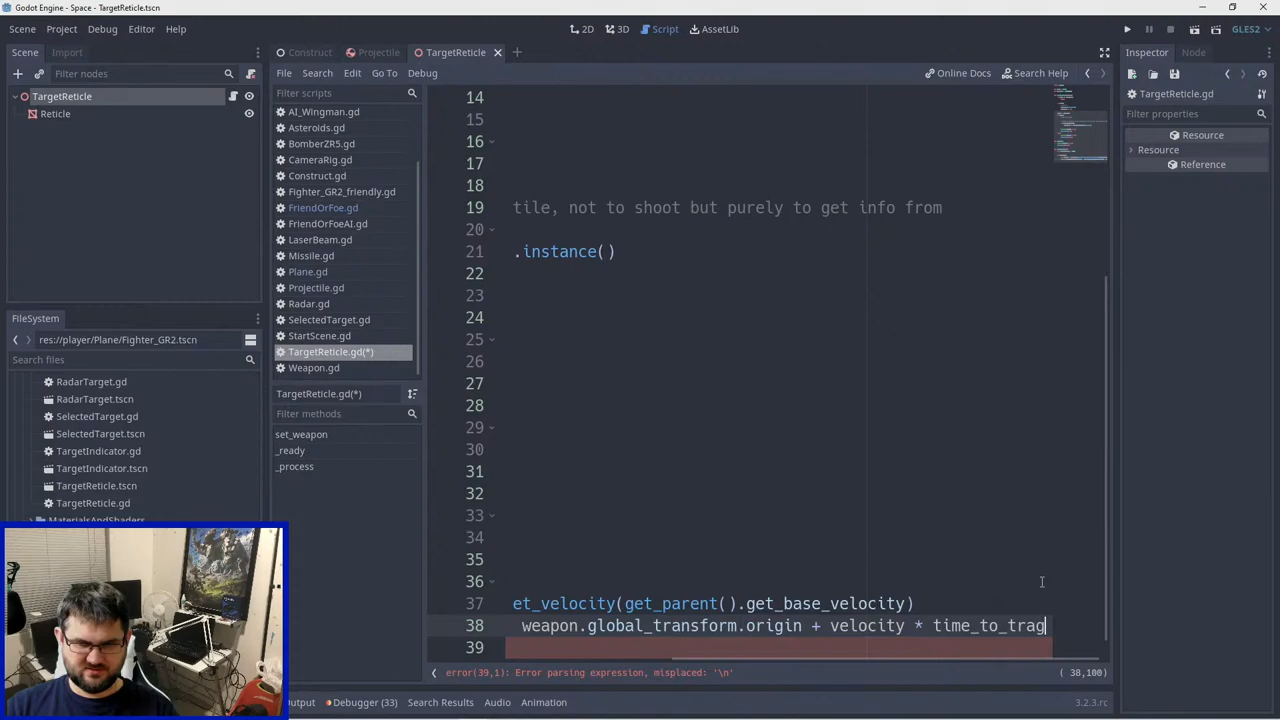 Godot Engine - Space - TargetReticle.tscn
Scene Project Debug Editor Help
2D 3D Script AssetLib
GLES2
Scene Import
Construct Projectile TargetReticle
Inspector Node
Filter nodes
File Search Edit Go To Debug
Online Docs Search Help
TargetReticle
Reticle
Filter scripts
AI_Wingman.gd
Asteroids.gd
BomberZR5.gd
CameraRig.gd
Construct.gd
Fighter_GR2_friendly.gd
FriendOrFoe.gd
FriendOrFoeAI.gd
LaserBeam.gd
Missile.gd
Plane.gd
Projectile.gd
Radar.gd
SelectedTarget.gd
StartScene.gd
TargetReticle.gd(*)
Weapon.gd
TargetReticle.gd(*)
Filter methods
set_weapon
_ready
_process
FileSystem
res://player/Plane/Fighter_GR2.tscn
Search files
RadarTarget.gd
RadarTarget.tscn
SelectedTarget.gd
SelectedTarget.tscn
TargetIndicator.gd
TargetIndicator.tscn
TargetReticle.tscn
TargetReticle.gd
MaterialsAndShaders
14
15
16
17
18
19 tile, not to shoot but purely to get info from
20
21 .instance()
22
23
24
25
26
27
28
29
30
31
32
33
34
35
36
37 et_velocity(get_parent().get_base_velocity)
38 weapon.global_transform.origin + velocity * time_to_trag
39
error(39,1): Error parsing expression, misplaced: '\n'
( 38,100)
Output Debugger (33) Search Results Audio Animation
3.2.3.rc
TargetReticle.gd
Filter properties
Resource
Resource
Reference